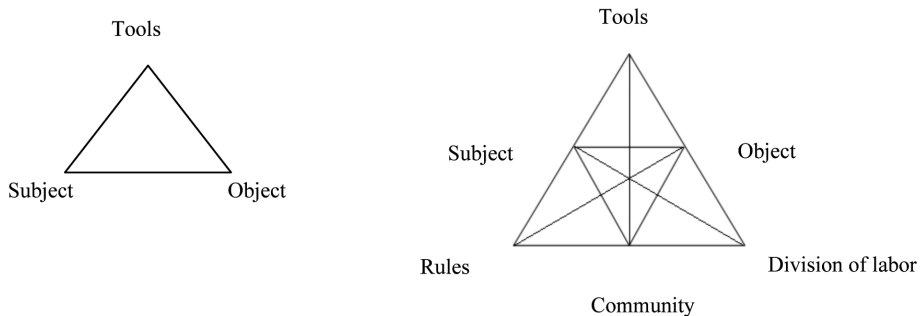 Tools
Subject
Object
Tools
Subject
Object
Rules
Division of labor
Community